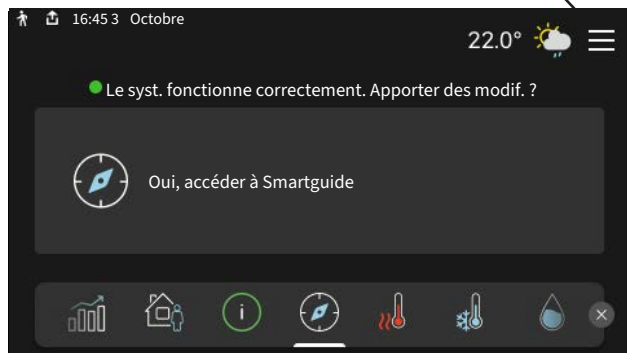 16:45 3 Octobre
22.0°
Le syst. fonctionne correctement. Apporter des modif. ?
Oui, accéder à Smartguide
i